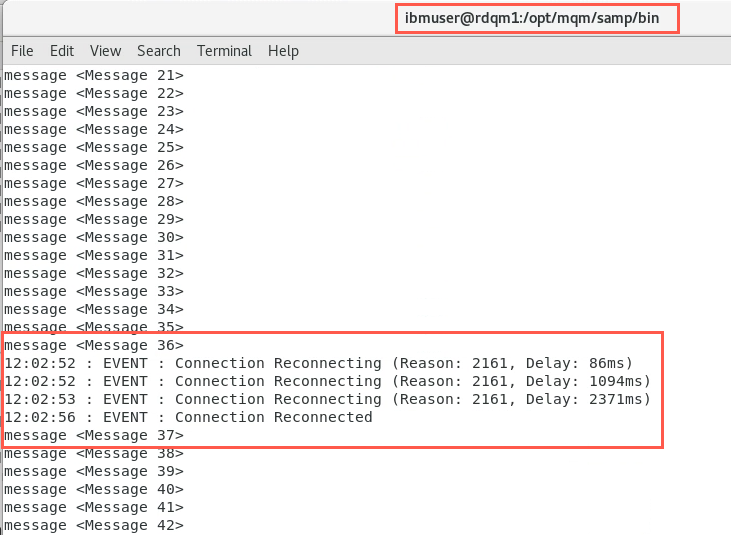 ibmuser@rdqm1:/opt/mqm/samp/bin
File Edit View Search Terminal Help
message <Message 21>
message <Message 22>
message <Message 23>
message <Message 24>
message <Message 25>
message <Message 26>
message <Message 27>
message <Message 28>
message <Message 29>
message <Message 30>
message <Message 31>
message <Message 32>
message <Message 33>
message <Message 34>
message <Message 35>
message <Message 36>
12:02:52 : EVENT : Connection Reconnecting (Reason: 2161, Delay: 86ms)
12:02:52 : EVENT : Connection Reconnecting (Reason: 2161, Delay: 1094ms)
12:02:53 : EVENT : Connection Reconnecting (Reason: 2161, Delay: 2371ms)
12:02:56 : EVENT : Connection Reconnected
message <Message 37>
message <Message 38>
message <Message 39>
message <Message 40>
message <Message 41>
message <Message 42>